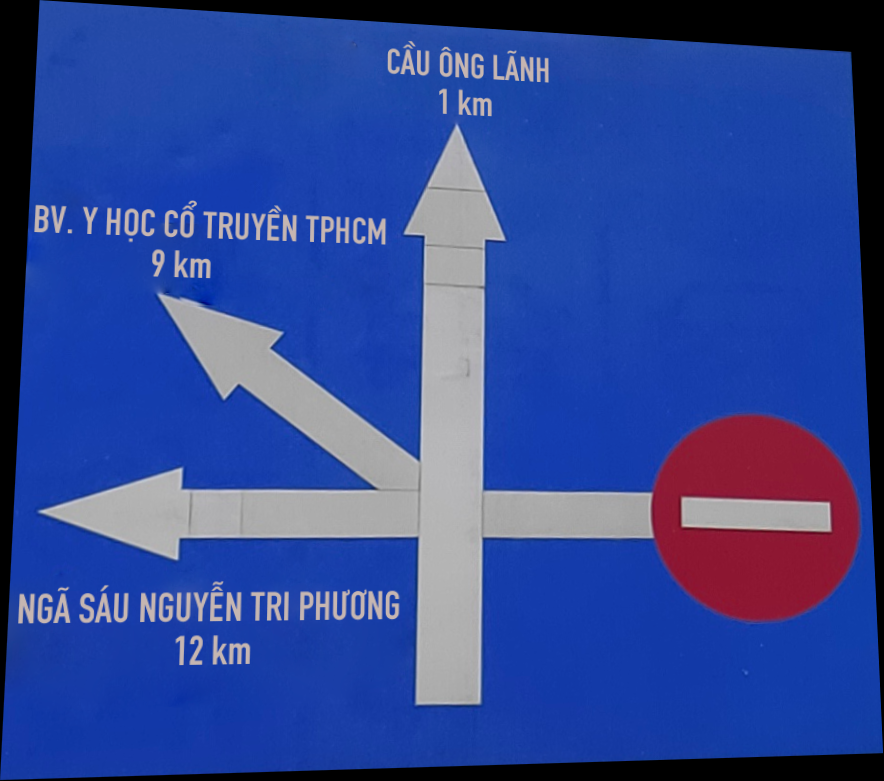 CẦU ÔNG LÃNH
1 km
BV. Y HỌC CỔ TRUYỀN TPHCM
9 km
NGÃ SÁU NGUYỄN TRI PHƯƠNG
12 km